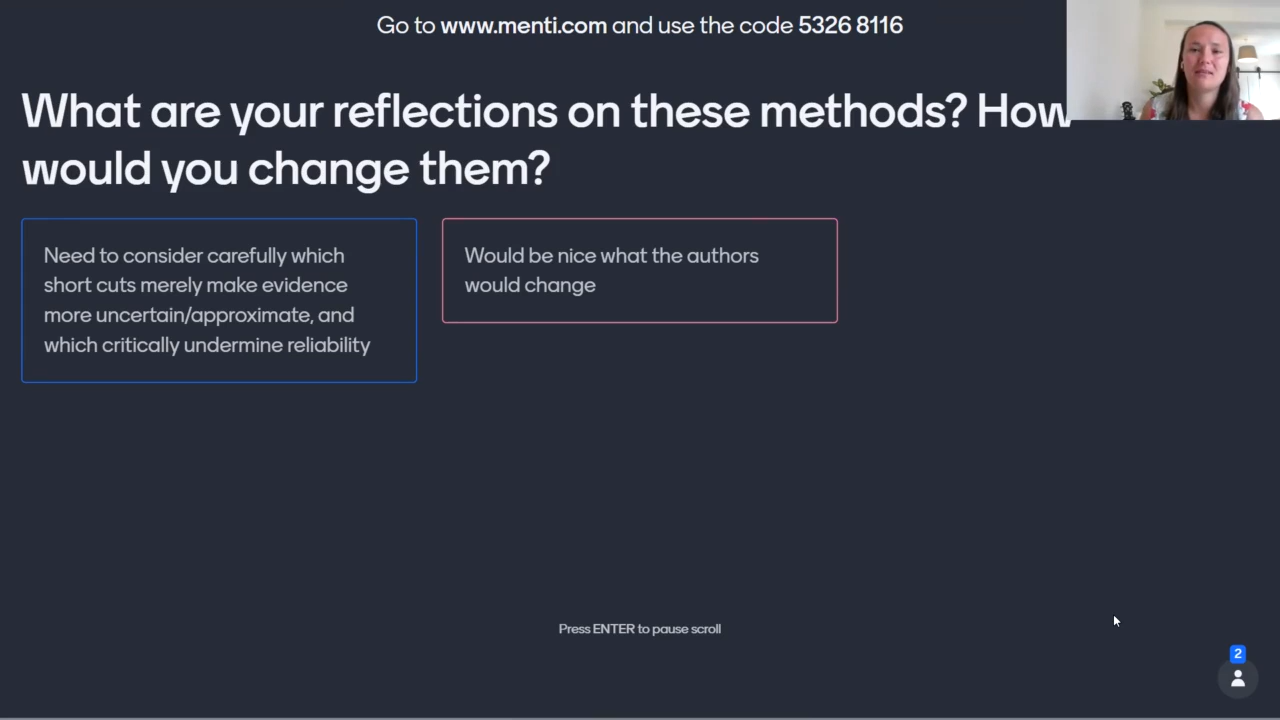 Go to www.menti.com and use the code 5326 8116
What are your reflections on these methods? How
would you change them?
Need to consider carefully which
short cuts merely make evidence
more uncertain/approximate, and
which critically undermine reliability
Would be nice what the authors
would change
Press ENTER to pause scroll
2